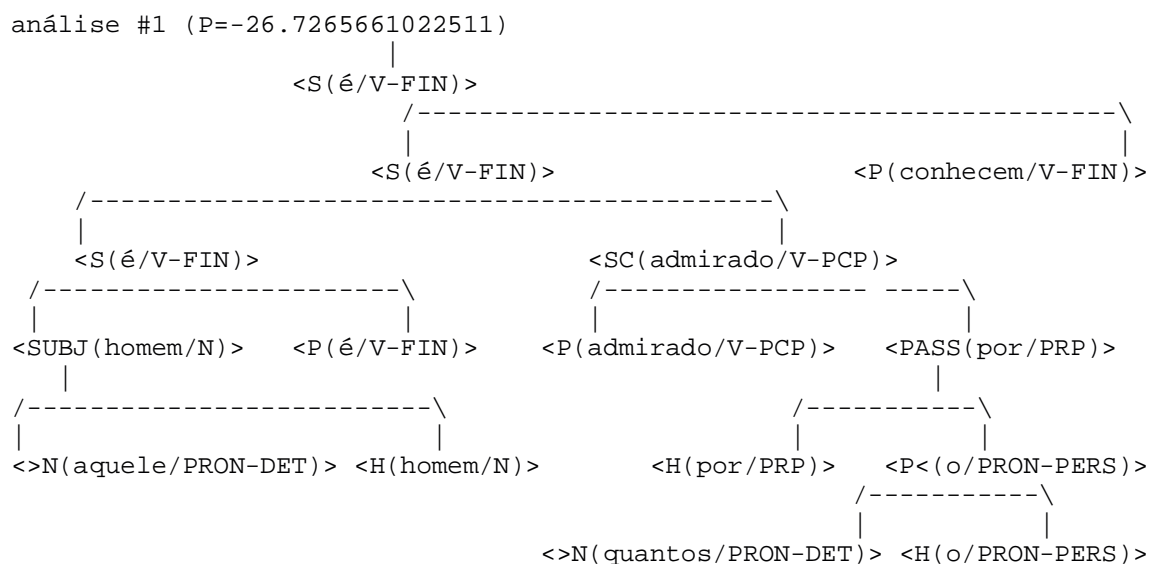 análise #1 (P=-26.7265661022511)
|
<S(é/V-FIN)>
/---------------------------------------------\
| |
<S(é/V-FIN)> <P(conhecem/V-FIN)>
/--------------------------------------------\
| |
<S(é/V-FIN)> <SC(admirado/V-PCP)>
/-----------------------\ /----------------- -----\
| | | |
<SUBJ(homem/N)> <P(é/V-FIN)> <P(admirado/V-PCP)> <PASS(por/PRP)>
| |
/--------------------------\ /-----------\
| | | |
<>N(aquele/PRON-DET)> <H(homem/N)> <H(por/PRP)> <P<(o/PRON-PERS)>
/-----------\
| |
<>N(quantos/PRON-DET)> <H(o/PRON-PERS)>